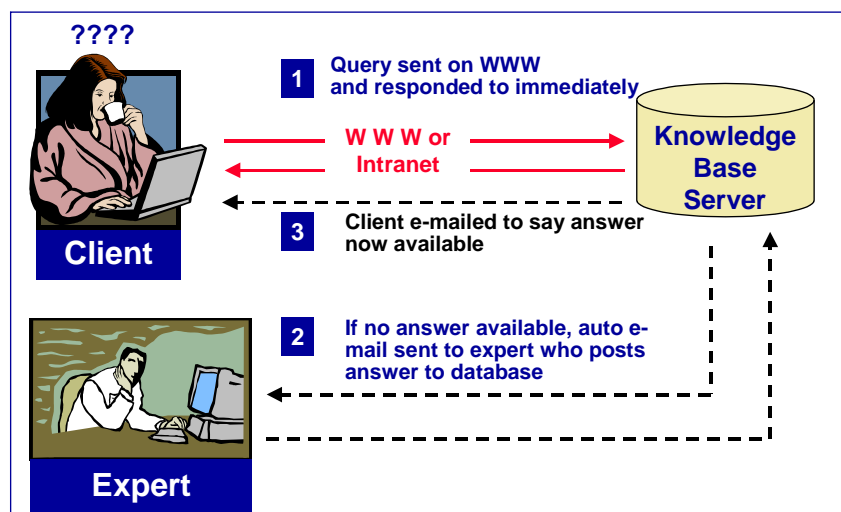 ????
1
Query sent on WWW
and responded to immediately
W W W or
Intranet
Knowledge
Base
Server
3
Client e-mailed to say answer
now available
Client
2
If no answer available, auto e-
mail sent to expert who posts
answer to database
Expert